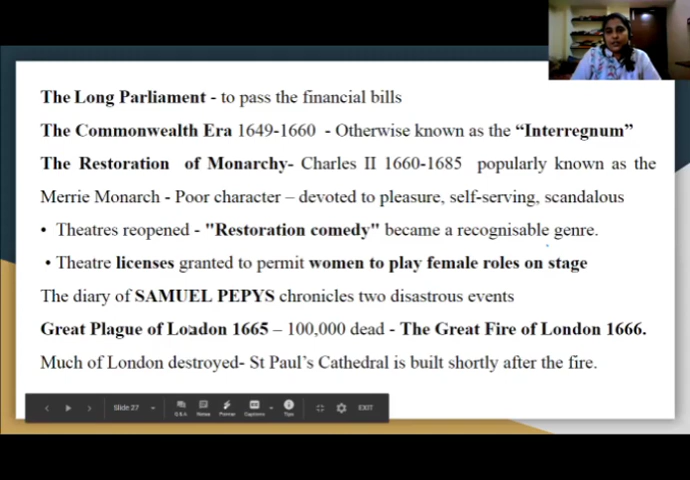 The Long Parliament - to pass the financial bills
The Commonwealth Era 1649-1660 - Otherwise known as the “Interregnum”
The Restoration of Monarchy- Charles II 1660-1685 popularly known as the
Merrie Monarch - Poor character – devoted to pleasure, self-serving, scandalous
• Theatres reopened - "Restoration comedy" became a recognisable genre.
• Theatre licenses granted to permit women to play female roles on stage
The diary of SAMUEL PEPYS chronicles two disastrous events
Great Plague of London 1665 – 100,000 dead - The Great Fire of London 1666.
Much of London destroyed- St Paul’s Cathedral is built shortly after the fire.
Slide 27 Q&A Notes Pointer Captions Tips EXIT